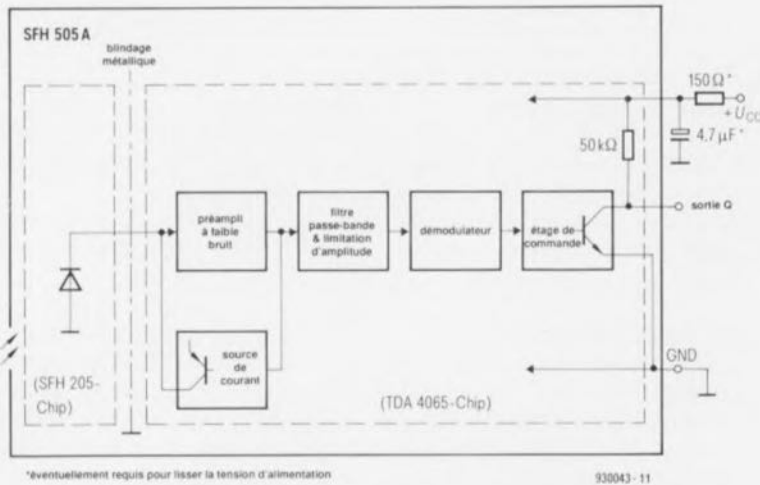 SFH 505 A
blindage
métallique
150 Ω*
+UCC
4.7 µF*
50 kΩ
sortie Q
préampli
à faible
bruit
filtre
passe-bande
& limitation
d'amplitude
démodulateur
étage de
commande
source
de
courant
GND
(SFH 205-
Chip)
(TDA 4065-Chip)
*éventuellement requis pour lisser la tension d'alimentation
930043 - 11